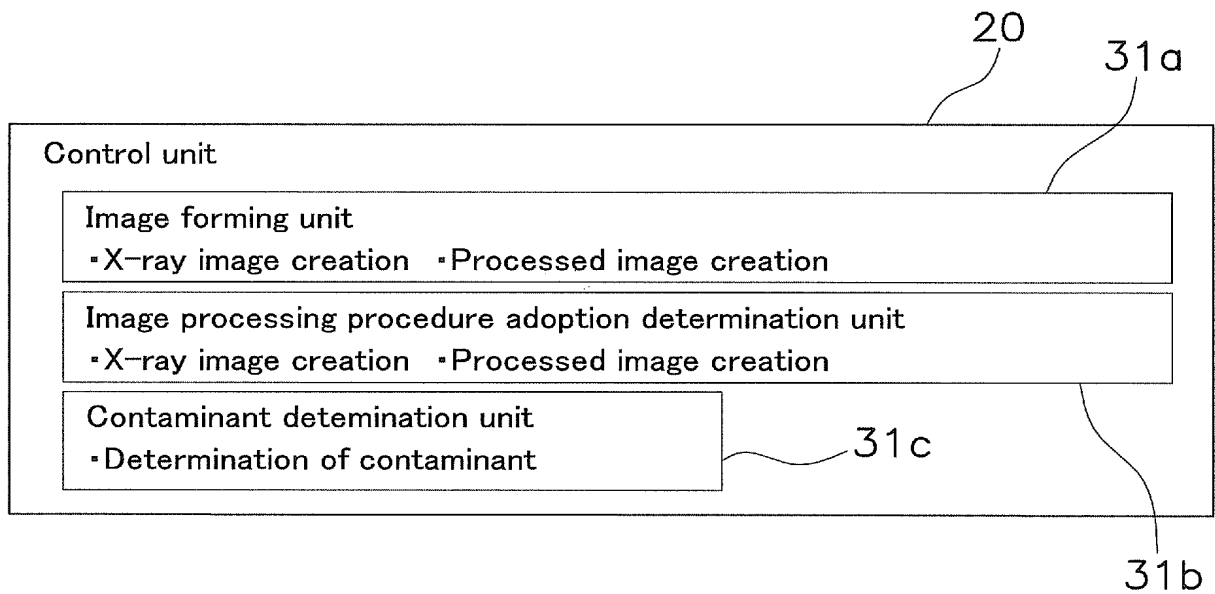 20
31a
Control unit
Image forming unit
▪X-ray image creation ▪Processed image creation
Image processing procedure adoption determination unit
▪X-ray image creation ▪Processed image creation
Contaminant detemination unit
▪Determination of contaminant
31c
31b